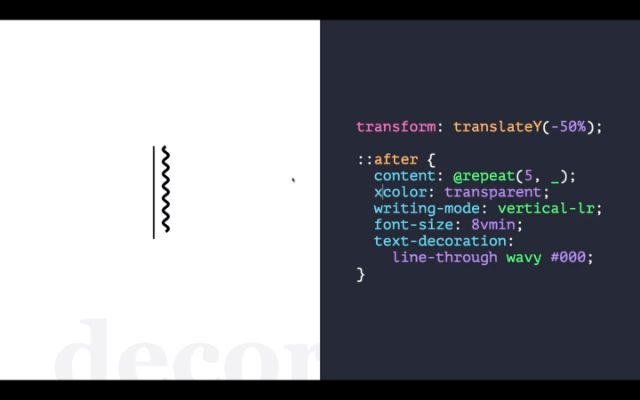 transform: translateY(-50%);
::after {
content: @repeat(5, _);
xcolor: transparent;
writing-mode: vertical-lr;
font-size: 8vmin;
text-decoration:
line-through wavy #000;
}
decor